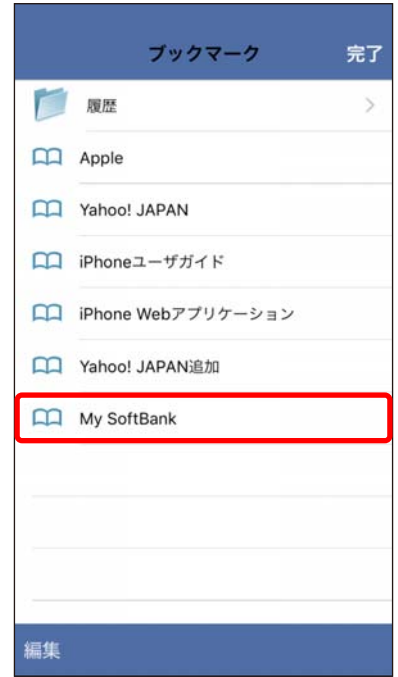 ブックマーク 完了
履歴
Apple
Yahoo! JAPAN
iPhoneユーザガイド
iPhone Webアプリケーション
Yahoo! JAPAN追加
My SoftBank
編集